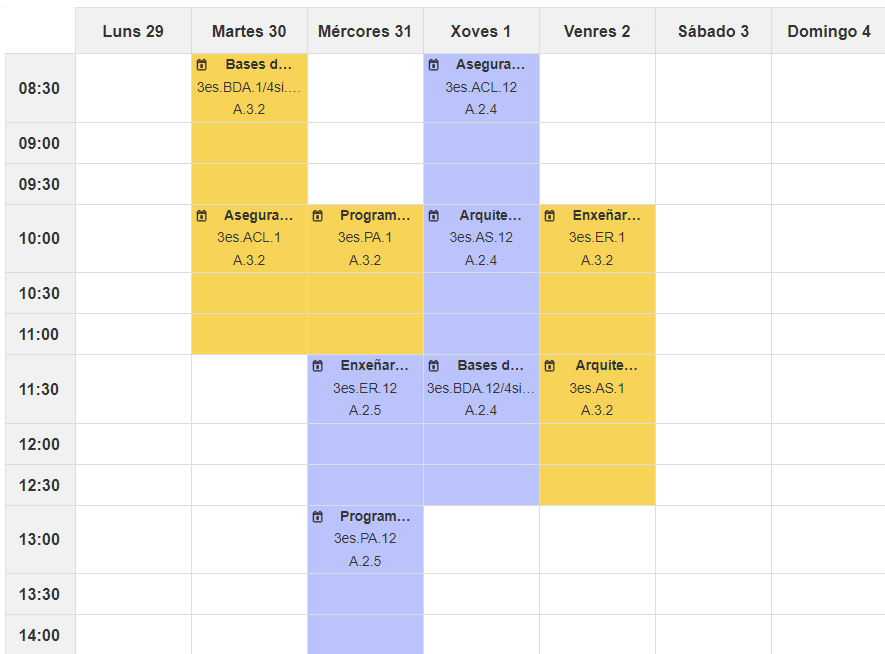 Luns 29 Martes 30 Mércores 31 Xoves 1 Venres 2 Sábado 3 Domingo 4
08:30
Bases d...
3es.BDA.1/4si....
A.3.2
Asegura...
3es.ACL.12
A.2.4
09:00
09:30
10:00
Asegura...
3es.ACL.1
A.3.2
Program...
3es.PA.1
A.3.2
Arquite...
3es.AS.12
A.2.4
Enxeñar...
3es.ER.1
A.3.2
10:30
11:00
11:30
Enxeñar...
3es.ER.12
A.2.5
Bases d...
3es.BDA.12/4si...
A.2.4
Arquite...
3es.AS.1
A.3.2
12:00
12:30
13:00
Program...
3es.PA.12
A.2.5
13:30
14:00